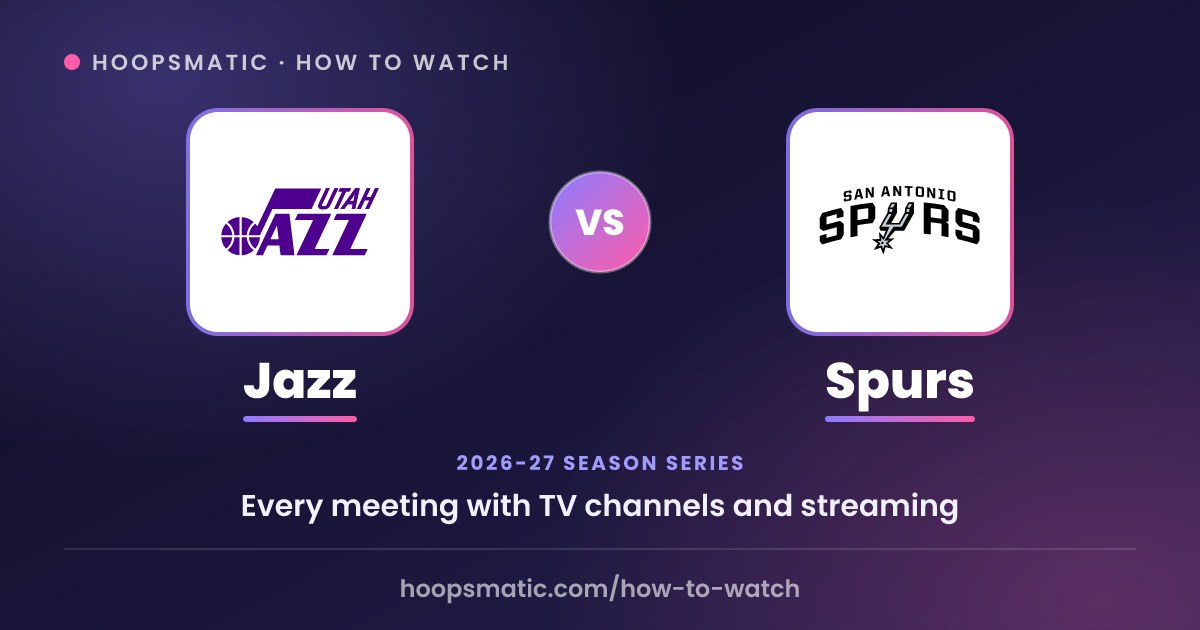 HOOPSMATIC · HOW TO WATCH
UTAH
JAZZ
VS
SAN ANTONIO
SPURS
Jazz
Spurs
2026-27 SEASON SERIES
Every meeting with TV channels and streaming
hoopsmatic.com/how-to-watch